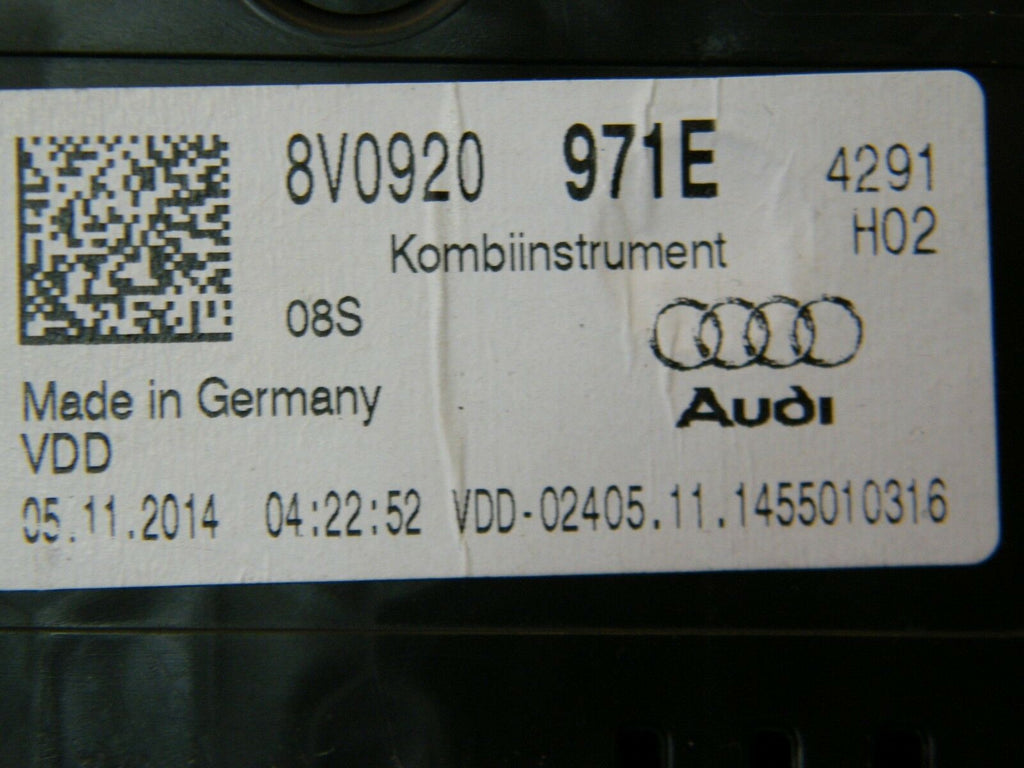 8V0920 971E 4291
H02
Kombiinstrument
08S
Audi
Made in Germany
VDD
05.11.2014 04:22:52 VDD-02405.11.1455010316